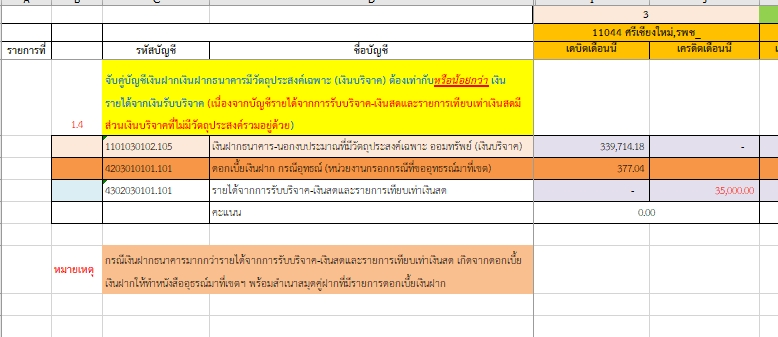 A B C D I J
3
11044 ศรีเชียงใหม่,รพช_
รายการที่ รหัสบัญชี ชื่อบัญชี เดบิตเดือนนี้ เครดิตเดือนนี้
จับคู่บัญชีเงินฝากเงินฝากธนาคารมีวัตถุประสงค์เฉพาะ (เงินบริจาค) ต้องเท่ากับหรือน้อยกว่า เงิน
1.4 รายได้จากเงินรับบริจาค (เนื่องจากบัญชีรายได้จากการรับบริจาค-เงินสดและรายการเทียบเท่าเงินสดมี
ส่วนเงินบริจาคที่ไม่มีวัตถุประสงค์รวมอยู่ด้วย)
1101030102.105 เงินฝากธนาคาร-นอกงบประมาณที่มีวัตถุประสงค์เฉพาะ ออมทรัพย์ (เงินบริจาค) 339,714.18 -
4203010101.101 ดอกเบี้ยเงินฝาก กรณีอุทธรณ์ (หน่วยงานกรอกกรณีที่ขออุทธรณ์มาที่เขต) 377.04
4302030101.101 รายได้จากการรับบริจาค-เงินสดและรายการเทียบเท่าเงินสด - 35,000.00
คะแนน 0.00
หมายเหตุ กรณีเงินฝากธนาคารมากกว่ารายได้จากการรับบริจาค-เงินสดและรายการเทียบเท่าเงินสด เกิดจากดอกเบี้ย
เงินฝากให้ทำหนังสืออุธรณ์มาที่เขตฯ พร้อมสำเนาสมุดคู่ฝากที่มีรายการดอกเบี้ยเงินฝาก